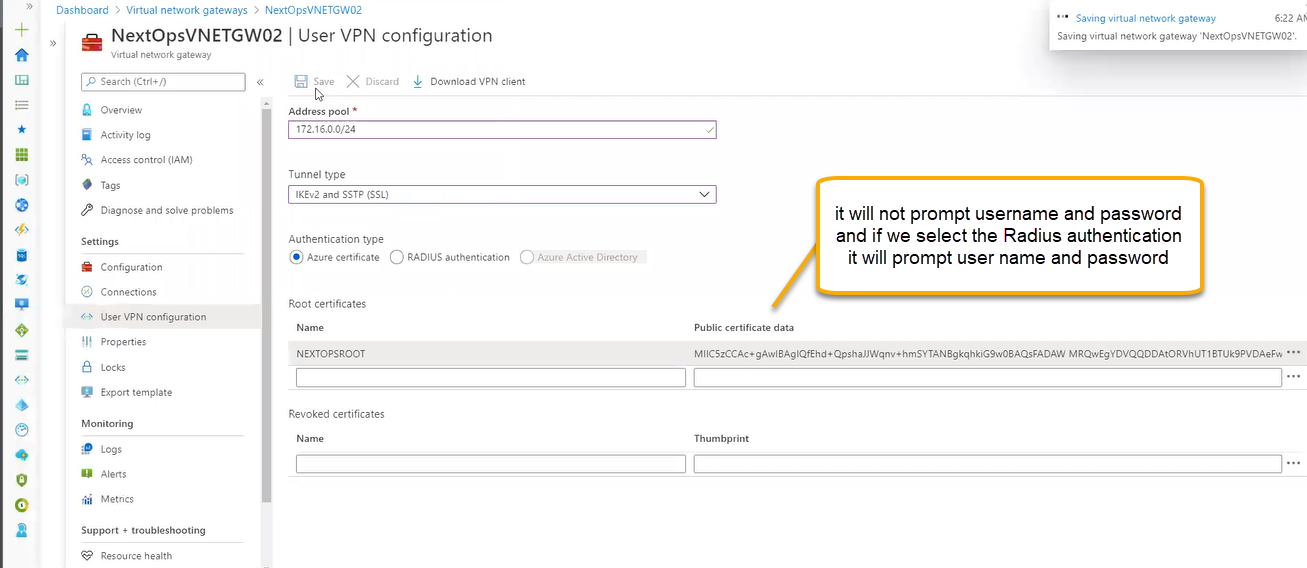 Dashboard > Virtual network gateways > NextOpsVNETGW02
NextOpsVNETGW02 | User VPN configuration
Virtual network gateway
Saving virtual network gateway 6:22 AM
Saving virtual network gateway 'NextOpsVNETGW02'.
Search (Ctrl+/)
Overview
Activity log
Access control (IAM)
Tags
Diagnose and solve problems
Settings
Configuration
Connections
User VPN configuration
Properties
Locks
Export template
Monitoring
Logs
Alerts
Metrics
Support + troubleshooting
Resource health
Save Discard Download VPN client
Address pool *
172.16.0.0/24
Tunnel type
IKEv2 and SSTP (SSL)
Authentication type
Azure certificate RADIUS authentication Azure Active Directory
it will not prompt username and password
and if we select the Radius authentication
it will prompt user name and password
Root certificates
Name Public certificate data
NEXTOPSROOT
Revoked certificates
Name Thumbprint